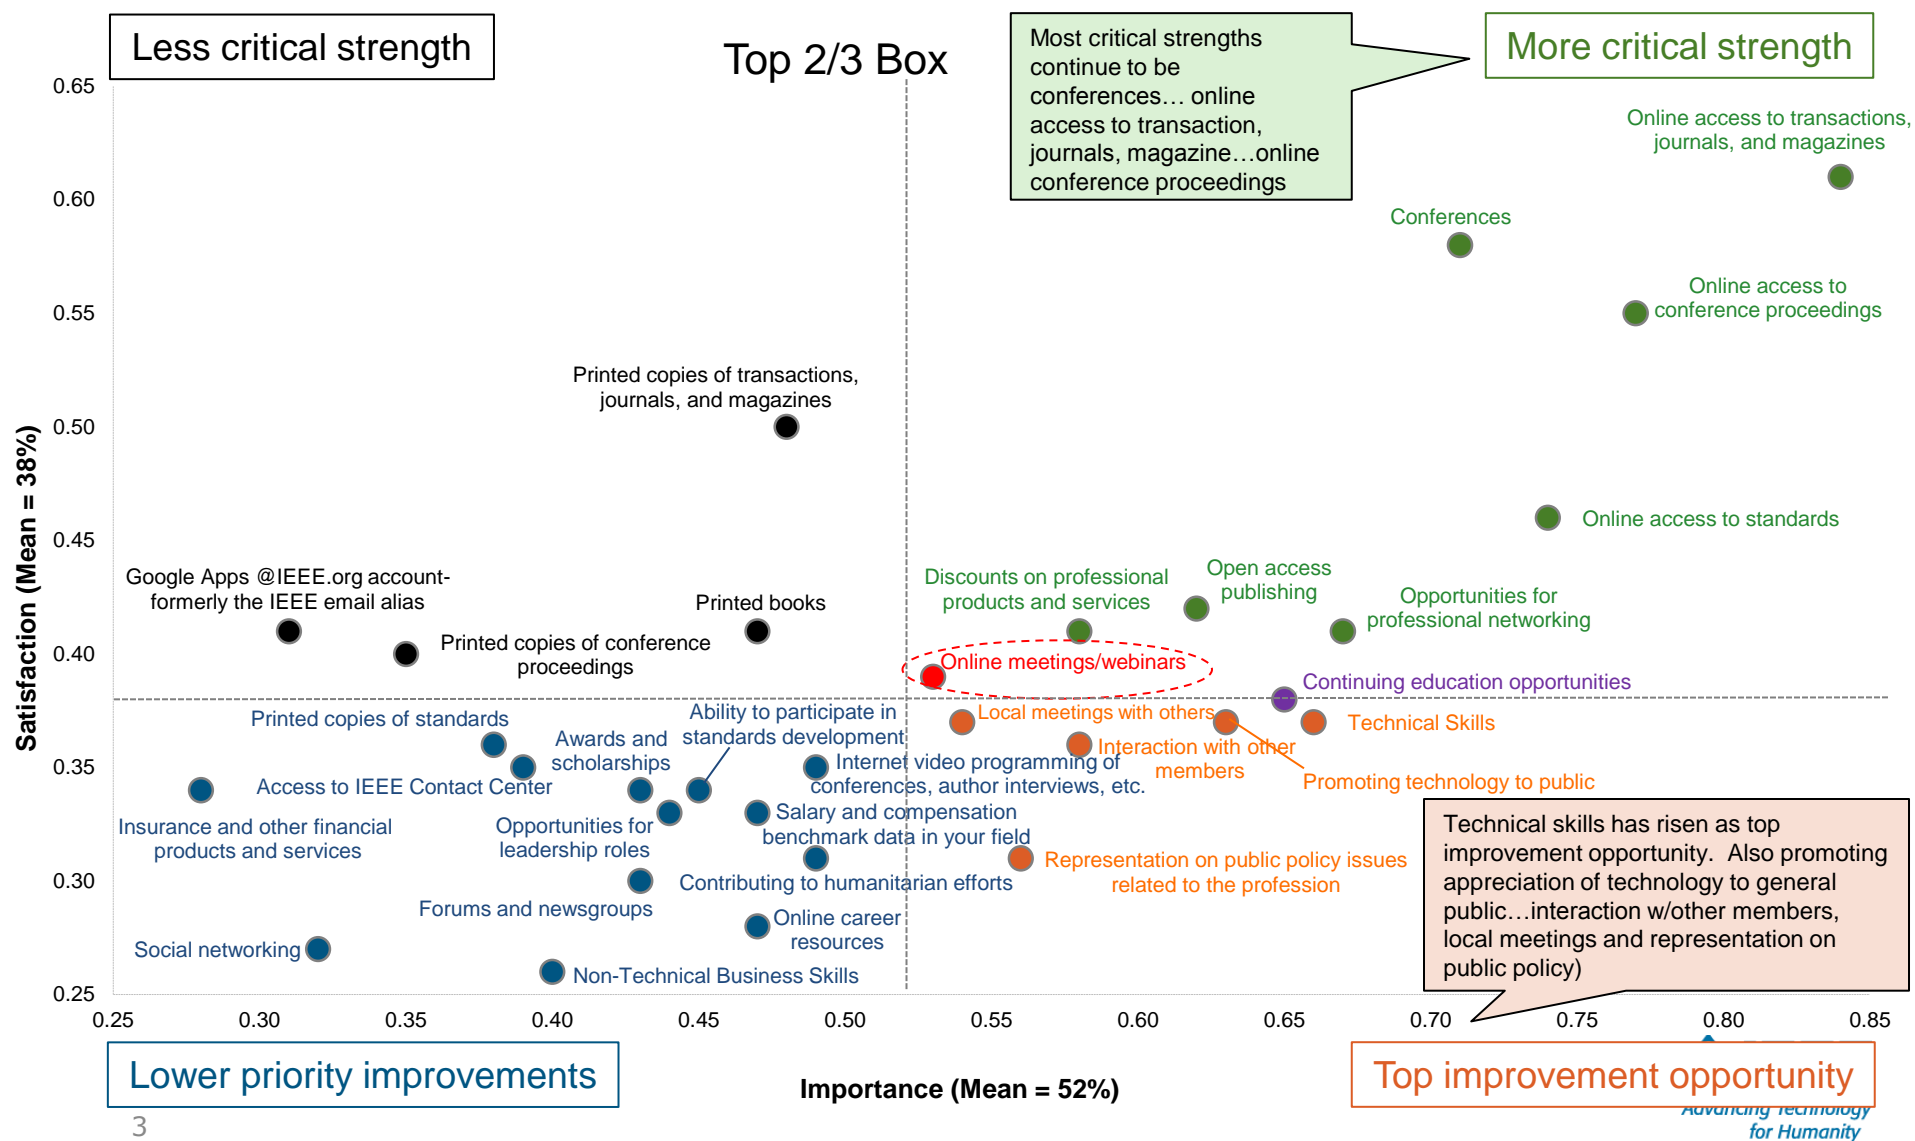 Less critical strength
Top 2/3 Box
Most critical strengths
continue to be
conferences… online
access to transaction,
journals, magazine…online
conference proceedings
More critical strength
0.65
0.60
0.55
0.50
0.45
0.40
0.35
0.30
0.25
Satisfaction (Mean = 38%)
Online access to transactions,
journals, and magazines
Conferences
Online access to
conference proceedings
Printed copies of transactions,
journals, and magazines
Online access to standards
Google Apps @IEEE.org account-
formerly the IEEE email alias
Printed copies of conference
proceedings
Printed books
Discounts on professional
products and services
Open access
publishing
Opportunities for
professional networking
Online meetings/webinars
Continuing education opportunities
Printed copies of standards
Access to IEEE Contact Center
Insurance and other financial
products and services
Awards and
scholarships
Ability to participate in
standards development
Opportunities for
leadership roles
Internet video programming of
conferences, author interviews, etc.
Salary and compensation
benchmark data in your field
Contributing to humanitarian efforts
Forums and newsgroups
Online career
resources
Social networking
Non-Technical Business Skills
Local meetings with others
Technical Skills
Interaction with other
members
Promoting technology to public
Representation on public policy issues
related to the profession
Technical skills has risen as top
improvement opportunity.  Also promoting
appreciation of technology to general
public…interaction w/other members,
local meetings and representation on
public policy)
0.25
0.30
0.35
0.40
0.45
0.50
0.55
0.60
0.65
0.70
0.75
0.80
0.85
Lower priority improvements
Importance (Mean = 52%)
Top improvement opportunity
Advancing Technology
for Humanity
3